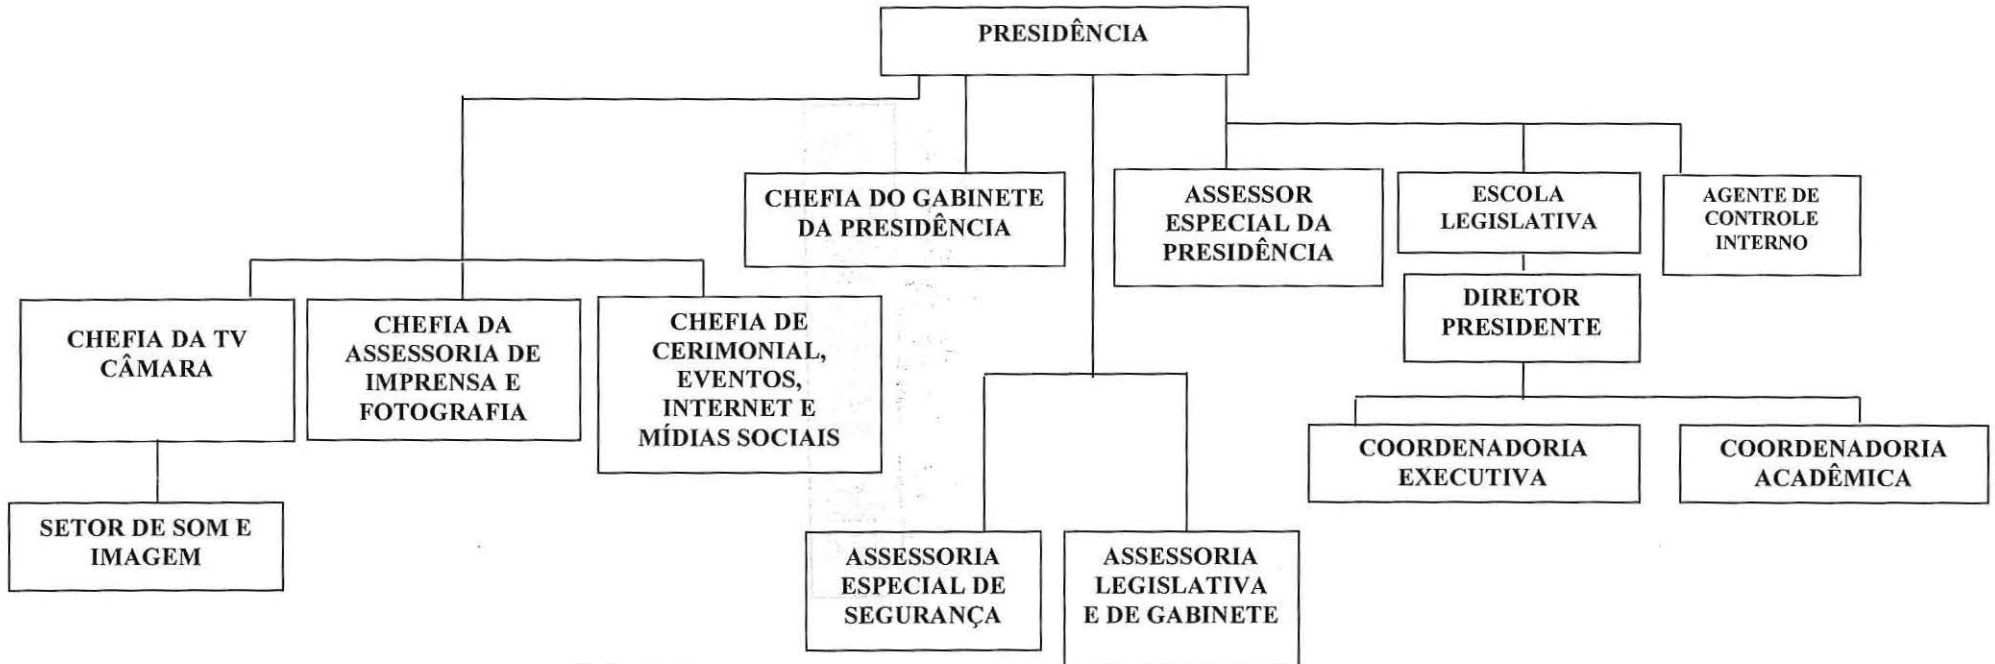 PRESIDÊNCIA
CHEFIA DO GABINETE
DA PRESIDÊNCIA
ASSESSOR
ESPECIAL DA
PRESIDÊNCIA
ESCOLA
LEGISLATIVA
AGENTE DE
CONTROLE
INTERNO
DIRETOR
PRESIDENTE
CHEFIA DA TV
CÂMARA
CHEFIA DA
ASSESSORIA DE
IMPRENSA E
FOTOGRAFIA
CHEFIA DE
CERIMONIAL,
EVENTOS,
INTERNET E
MÍDIAS SOCIAIS
COORDENADORIA
EXECUTIVA
COORDENADORIA
ACADÊMICA
SETOR DE SOM E
IMAGEM
ASSESSORIA
ESPECIAL DE
SEGURANÇA
ASSESSORIA
LEGISLATIVA
E DE GABINETE